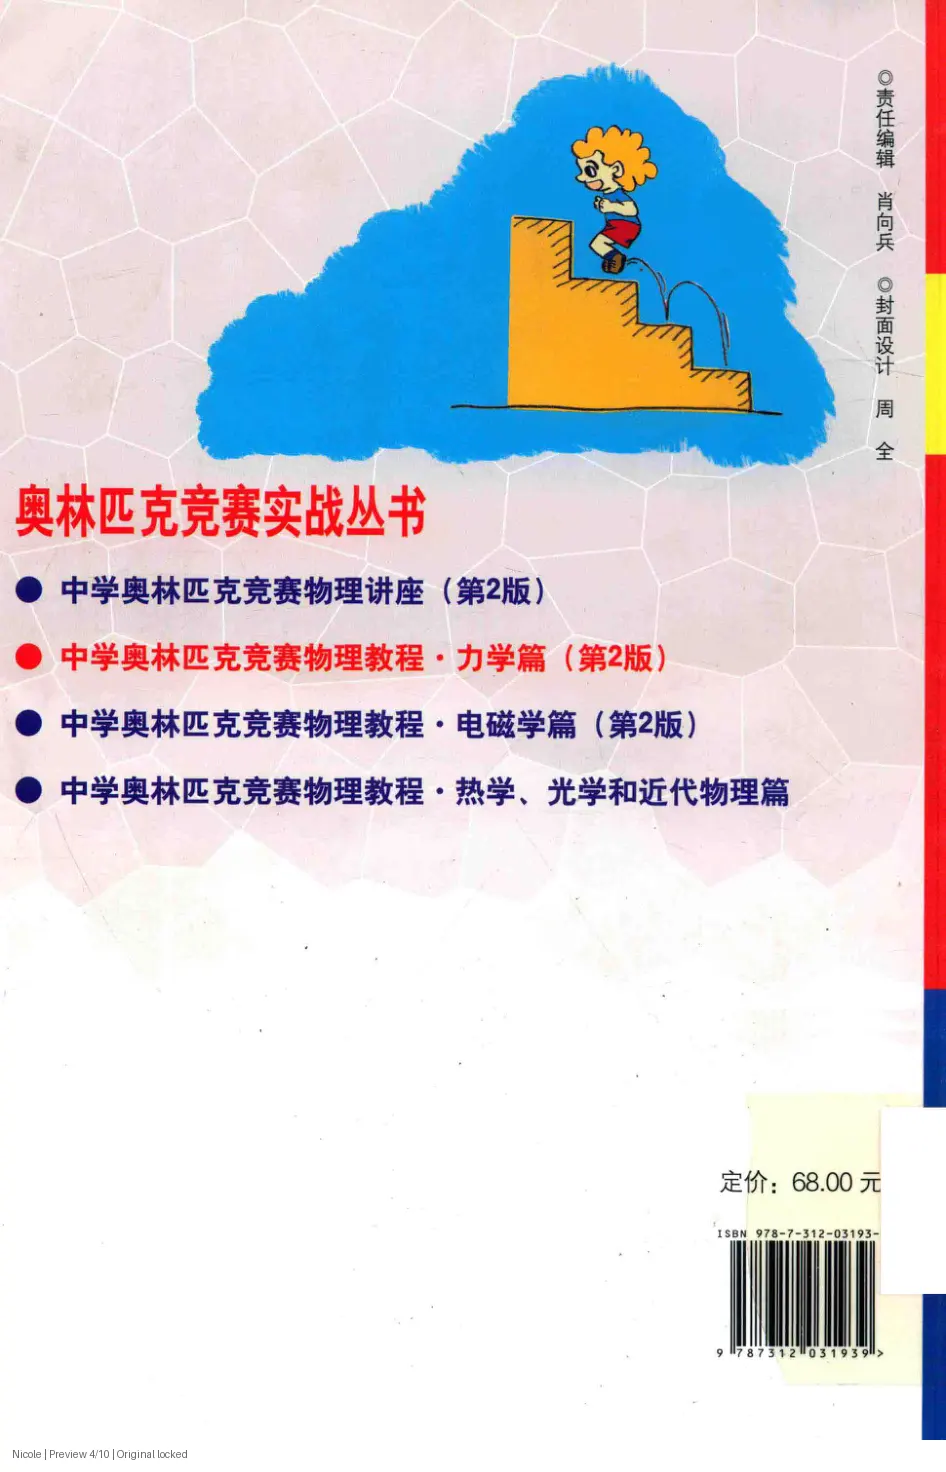 ◎责任编辑 肖向兵 ◎封面设计 周 全
奥林匹克竞赛实战丛书
● 中学奥林匹克竞赛物理讲座（第2版）
● 中学奥林匹克竞赛物理教程·力学篇（第2版）
● 中学奥林匹克竞赛物理教程·电磁学篇（第2版）
● 中学奥林匹克竞赛物理教程·热学、光学和近代物理篇
定价：68.00 元
ISBN 978-7-312-03193-
9 787312 031939 >
Nicole | Preview 4/10 | Original locked